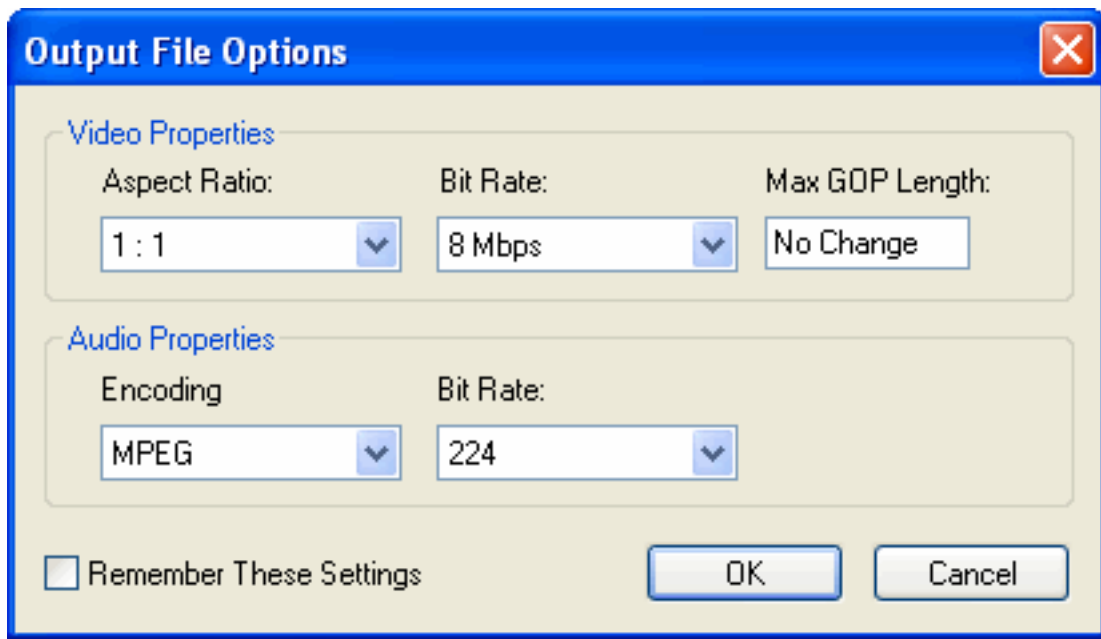 Output File Options
Video Properties
Aspect Ratio: Bit Rate: Max GOP Length:
1 : 1 8 Mbps No Change
Audio Properties
Encoding Bit Rate:
MPEG 224
Remember These Settings OK Cancel